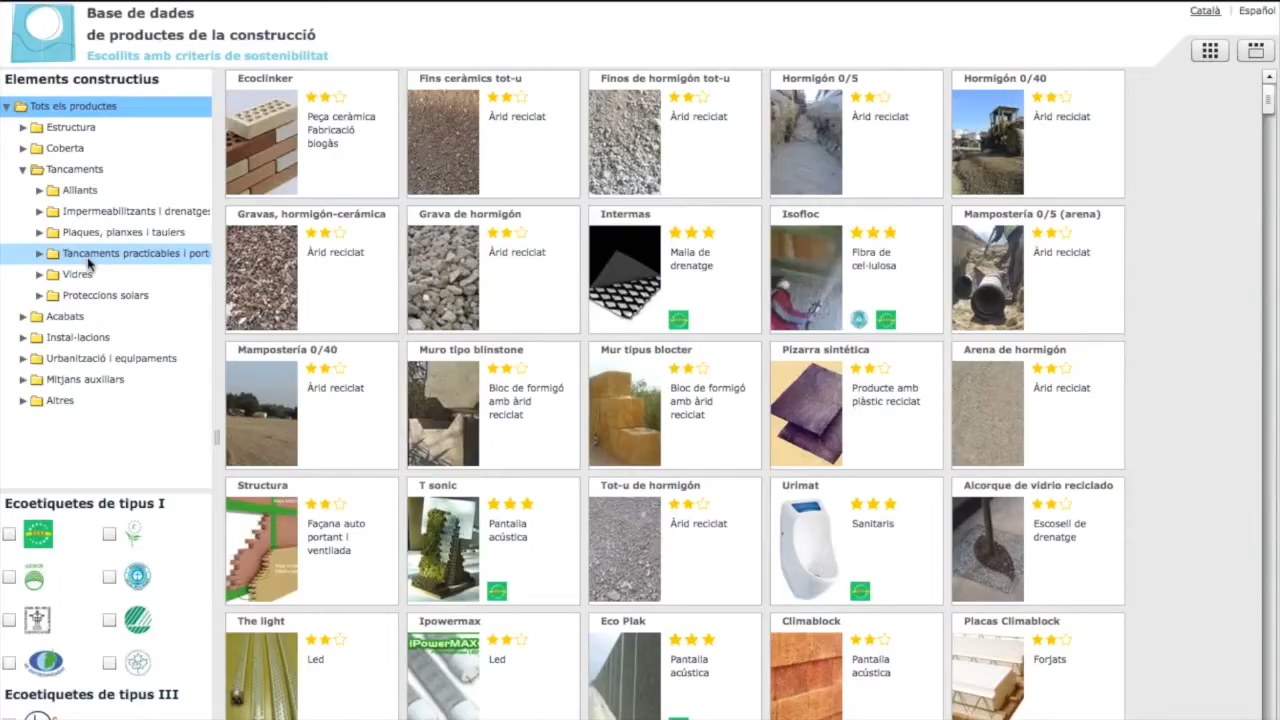 Base de dades
de productes de la construcció
Escollits amb criteris de sostenibilitat
Català
Español
Elements constructius
Tots els productes
Estructura
Coberta
Tancaments
Aïllants
Impermeabilitzants i drenatges
Plaques, planxes i taulers
Tancaments practicables i port
Vidres
Proteccions solars
Acabats
Instal·lacions
Urbanització i equipaments
Mitjans auxiliars
Altres
Ecoetiquetes de tipus I
Ecoetiquetes de tipus III
Ecoclinker
Peça ceràmica
Fabricació
biogàs
Fins ceràmics tot-u
Àrid reciclat
Finos de hormigón tot-u
Àrid reciclat
Hormigón 0/5
Àrid reciclat
Hormigón 0/40
Àrid reciclat
Gravas, hormigón-cerámica
Àrid reciclat
Grava de hormigón
Àrid reciclat
Intermas
Malla de
drenatge
Isofloc
Fibra de
cel·lulosa
Mampostería 0/5 (arena)
Àrid reciclat
Mampostería 0/40
Àrid reciclat
Muro tipo blinstone
Bloc de formigó
amb àrid
reciclat
Mur tipus blocter
Bloc de formigó
amb àrid
reciclat
Pizarra sintética
Producte amb
plàstic reciclat
Arena de hormigón
Àrid reciclat
Structura
Façana auto
portant i
ventilada
T sonic
Pantalla
acústica
Tot-u de hormigón
Àrid reciclat
Urimat
Sanitaris
Alcorque de vidrio reciclado
Escosell de
drenatge
The light
Led
Ipowermax
iPowerMAX
Led
Eco Plak
Pantalla
acústica
Climablock
Pantalla
acústica
Placas Climablock
Forjats